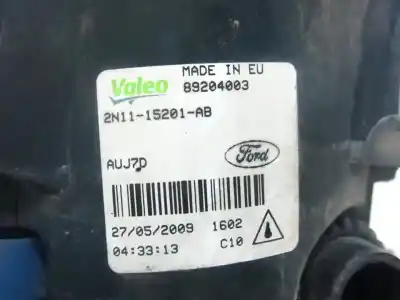 Valeo MADE IN EU
89204003
2N11-15201-AB
AUJ7D
Ford
27/05/2009 1602
04:33:13 C10